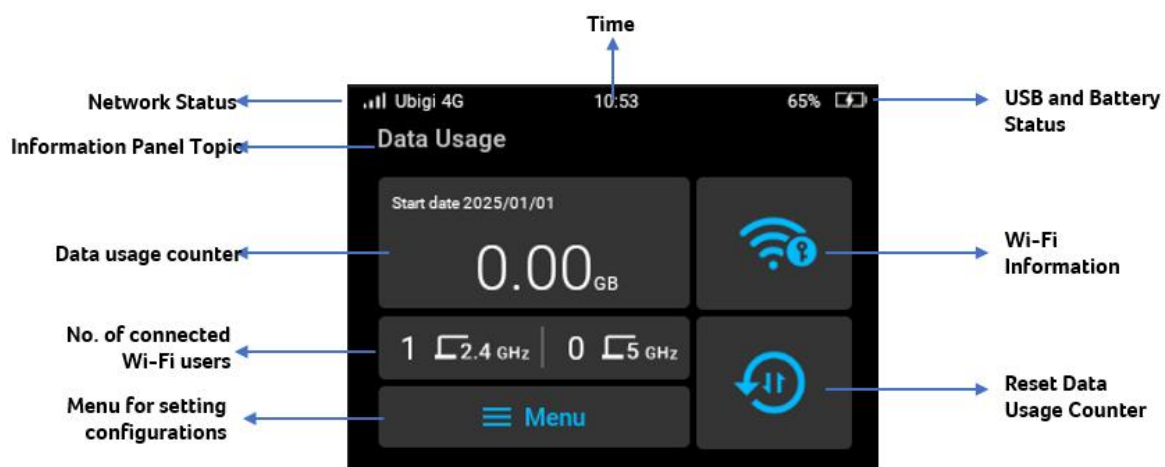 Time
Network Status
Ubigi 4G
10:53
65%
USB and Battery
Status
Information Panel Topic
Data Usage
Start date 2025/01/01
Data usage counter
0.00 GB
Wi-Fi
Information
No. of connected
Wi-Fi users
1 2.4 GHz
0 5 GHz
Menu for setting
configurations
Menu
Reset Data
Usage Counter